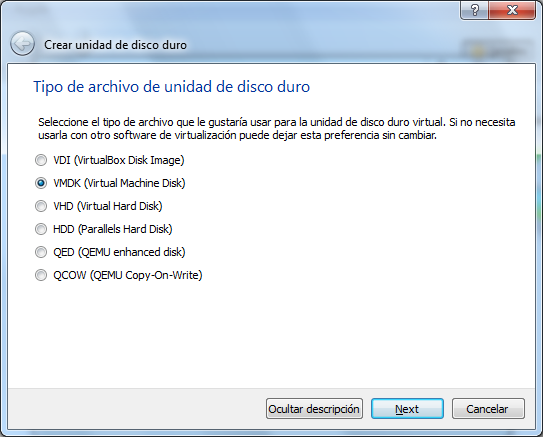 Crear unidad de disco duro
Tipo de archivo de unidad de disco duro
Seleccione el tipo de archivo que le gustaría usar para la unidad de disco duro virtual. Si no necesita
usarla con otro software de virtualización puede dejar esta preferencia sin cambiar.
VDI (VirtualBox Disk Image)
VMDK (Virtual Machine Disk)
VHD (Virtual Hard Disk)
HDD (Parallels Hard Disk)
QED (QEMU enhanced disk)
QCOW (QEMU Copy-On-Write)
Ocultar descripción Next Cancelar